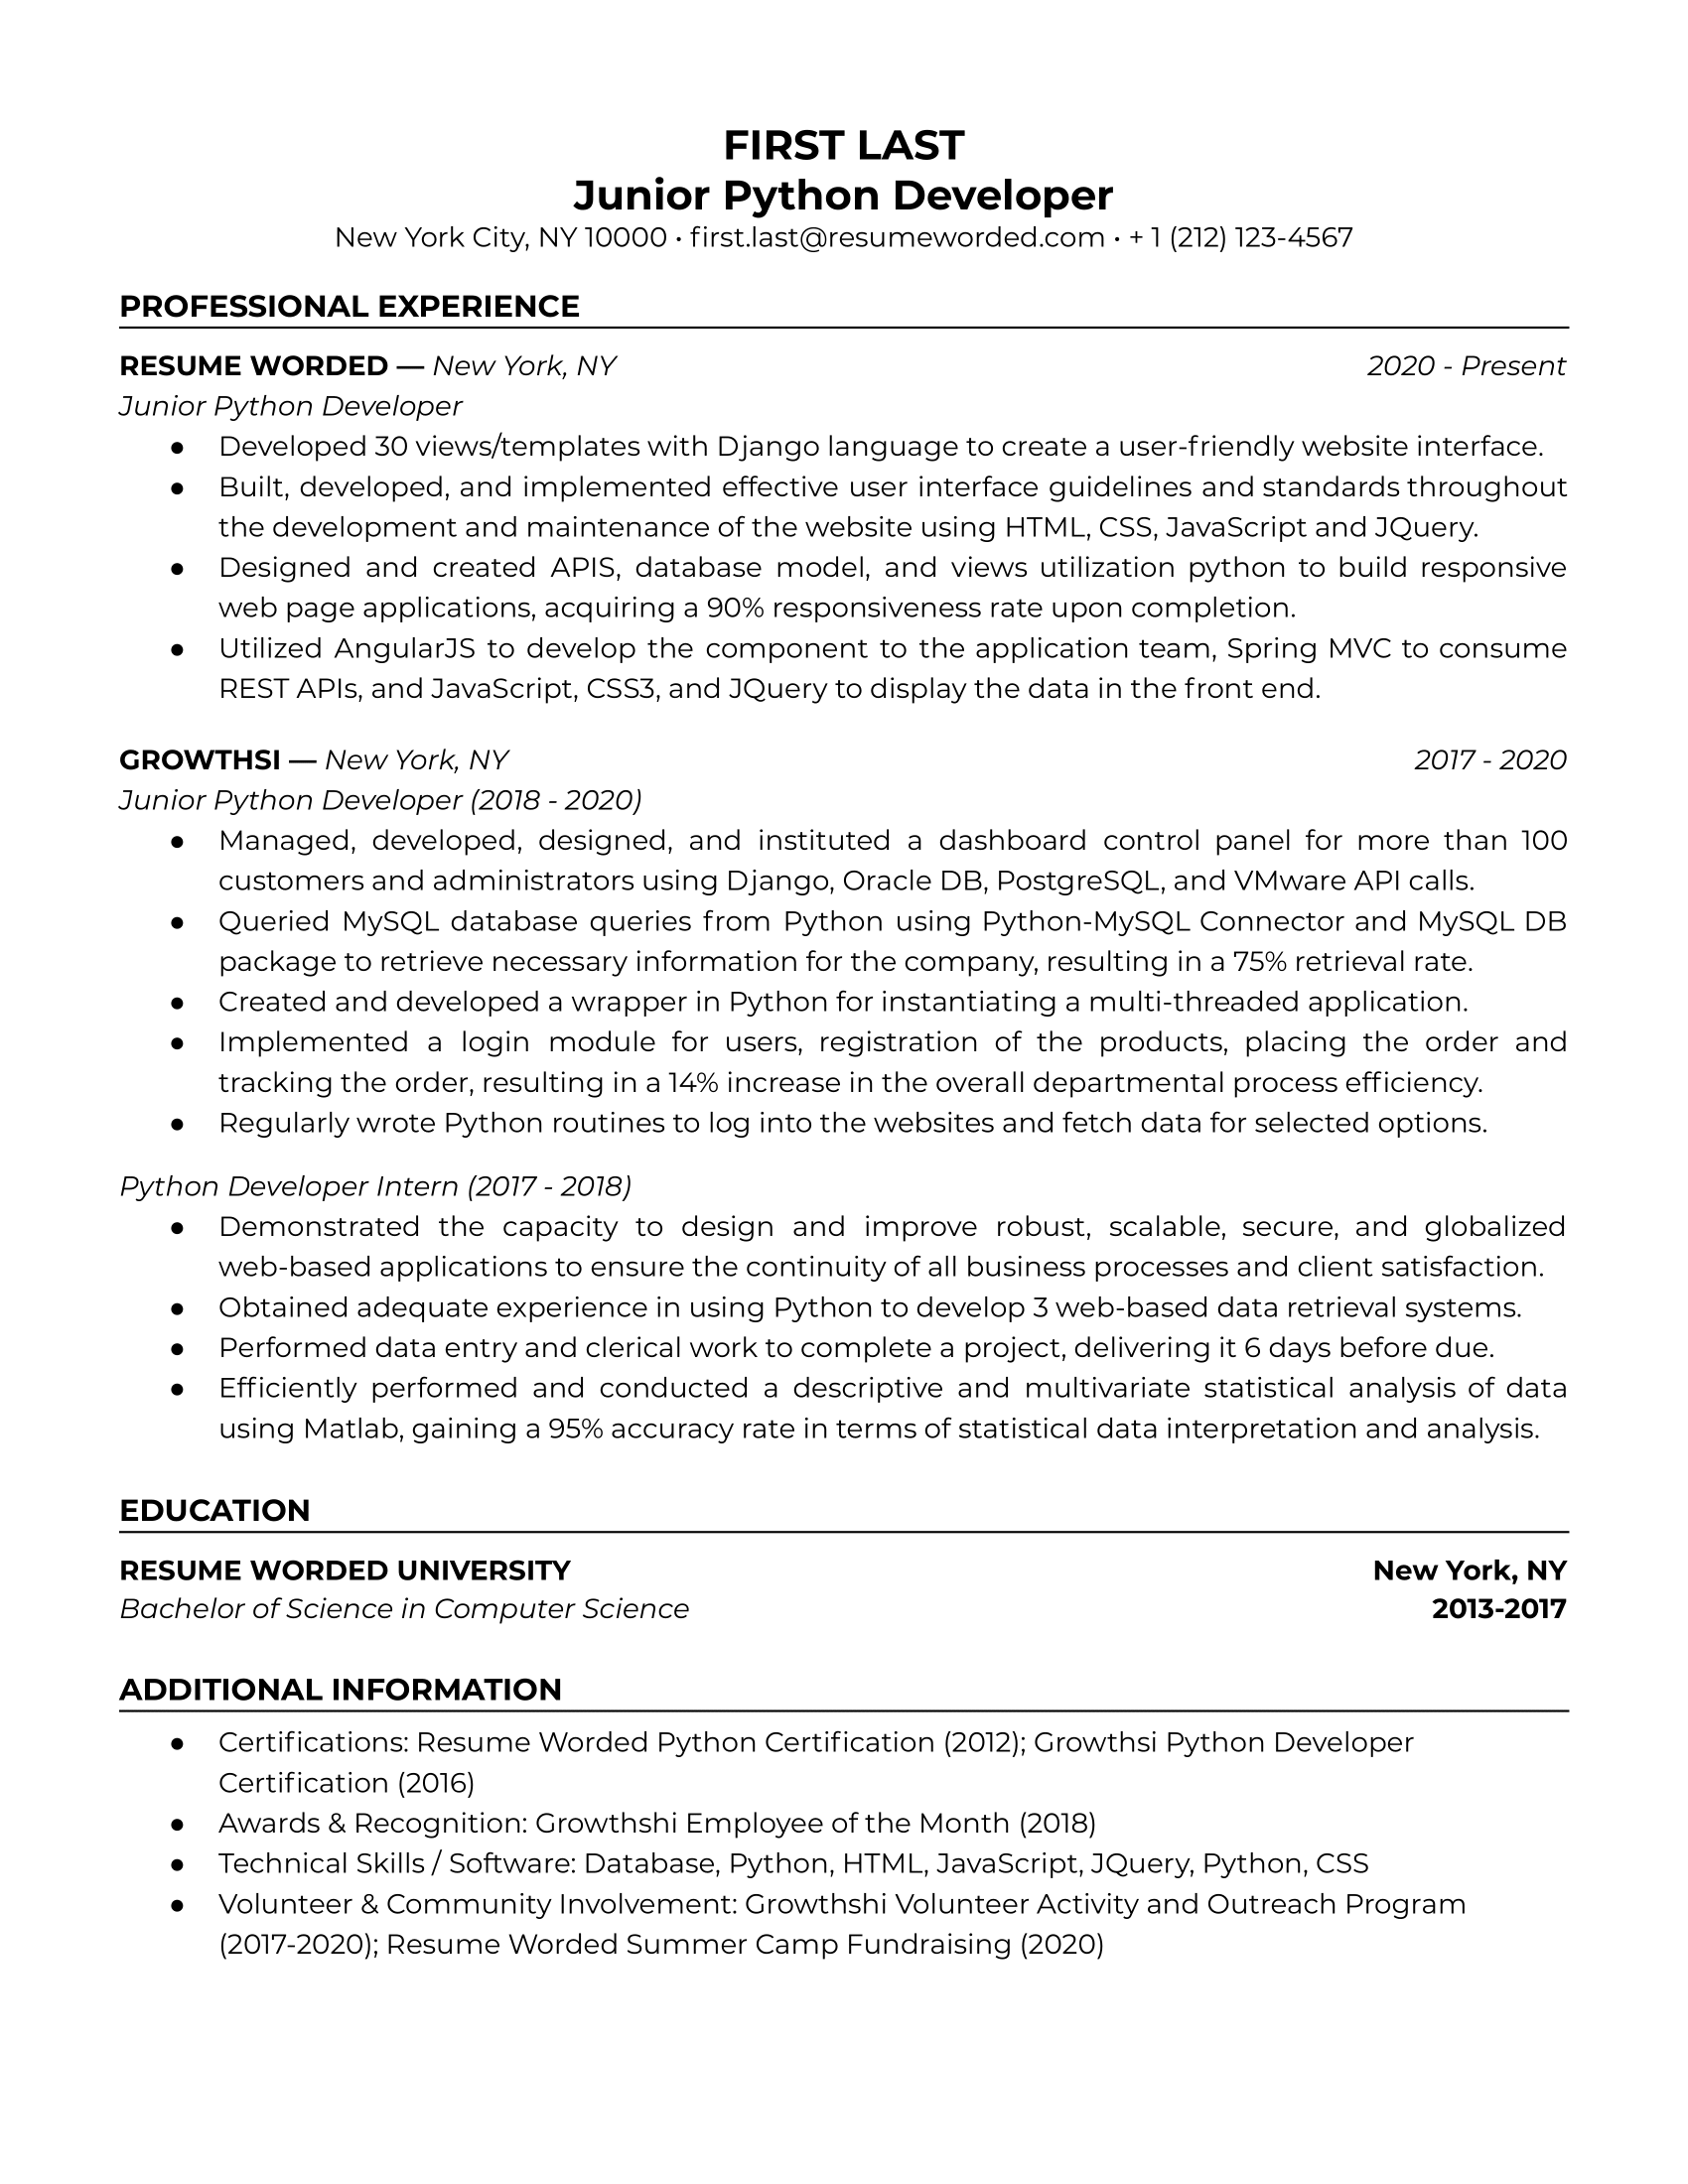 FIRST LAST
Junior Python Developer
New York City, NY 10000 • first.last@resumeworded.com • + 1 (212) 123-4567
PROFESSIONAL EXPERIENCE
RESUME WORDED — New York, NY 2020 - Present
Junior Python Developer
● Developed 30 views/templates with Django language to create a user-friendly website interface.
● Built, developed, and implemented effective user interface guidelines and standards throughout
the development and maintenance of the website using HTML, CSS, JavaScript and JQuery.
● Designed and created APIS, database model, and views utilization python to build responsive
web page applications, acquiring a 90% responsiveness rate upon completion.
● Utilized AngularJS to develop the component to the application team, Spring MVC to consume
REST APIs, and JavaScript, CSS3, and JQuery to display the data in the front end.
GROWTHSI — New York, NY 2017 - 2020
Junior Python Developer (2018 - 2020)
● Managed, developed, designed, and instituted a dashboard control panel for more than 100
customers and administrators using Django, Oracle DB, PostgreSQL, and VMware API calls.
● Queried MySQL database queries from Python using Python-MySQL Connector and MySQL DB
package to retrieve necessary information for the company, resulting in a 75% retrieval rate.
● Created and developed a wrapper in Python for instantiating a multi-threaded application.
● Implemented a login module for users, registration of the products, placing the order and
tracking the order, resulting in a 14% increase in the overall departmental process efficiency.
● Regularly wrote Python routines to log into the websites and fetch data for selected options.
Python Developer Intern (2017 - 2018)
● Demonstrated the capacity to design and improve robust, scalable, secure, and globalized
web-based applications to ensure the continuity of all business processes and client satisfaction.
● Obtained adequate experience in using Python to develop 3 web-based data retrieval systems.
● Performed data entry and clerical work to complete a project, delivering it 6 days before due.
● Efficiently performed and conducted a descriptive and multivariate statistical analysis of data
using Matlab, gaining a 95% accuracy rate in terms of statistical data interpretation and analysis.
EDUCATION
RESUME WORDED UNIVERSITY New York, NY
Bachelor of Science in Computer Science 2013-2017
ADDITIONAL INFORMATION
● Certifications: Resume Worded Python Certification (2012); Growthsi Python Developer
Certification (2016)
● Awards & Recognition: Growthshi Employee of the Month (2018)
● Technical Skills / Software: Database, Python, HTML, JavaScript, JQuery, Python, CSS
● Volunteer & Community Involvement: Growthshi Volunteer Activity and Outreach Program
(2017-2020); Resume Worded Summer Camp Fundraising (2020)